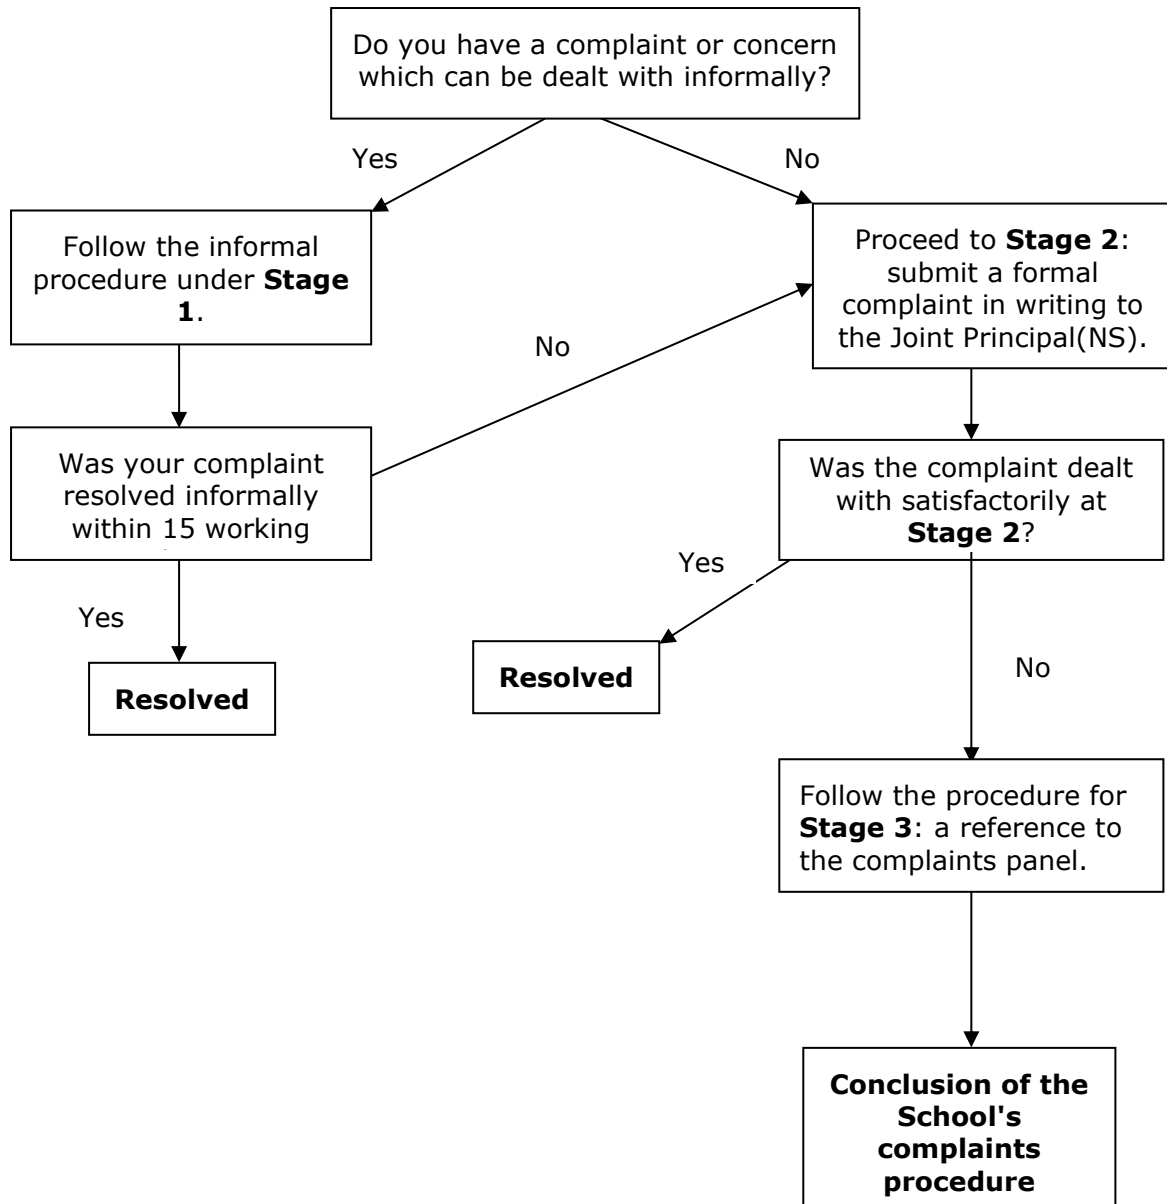 Do you have a complaint or concern
which can be dealt with informally?
Yes
No
Follow the informal
procedure under Stage
1.
Proceed to Stage 2:
submit a formal
complaint in writing to
the Joint Principal(NS).
No
Was your complaint
resolved informally
within 15 working
Was the complaint dealt
with satisfactorily at
Stage 2?
Yes
Yes
Resolved
Resolved
No
Follow the procedure for
Stage 3: a reference to
the complaints panel.
Conclusion of the
School's
complaints
procedure